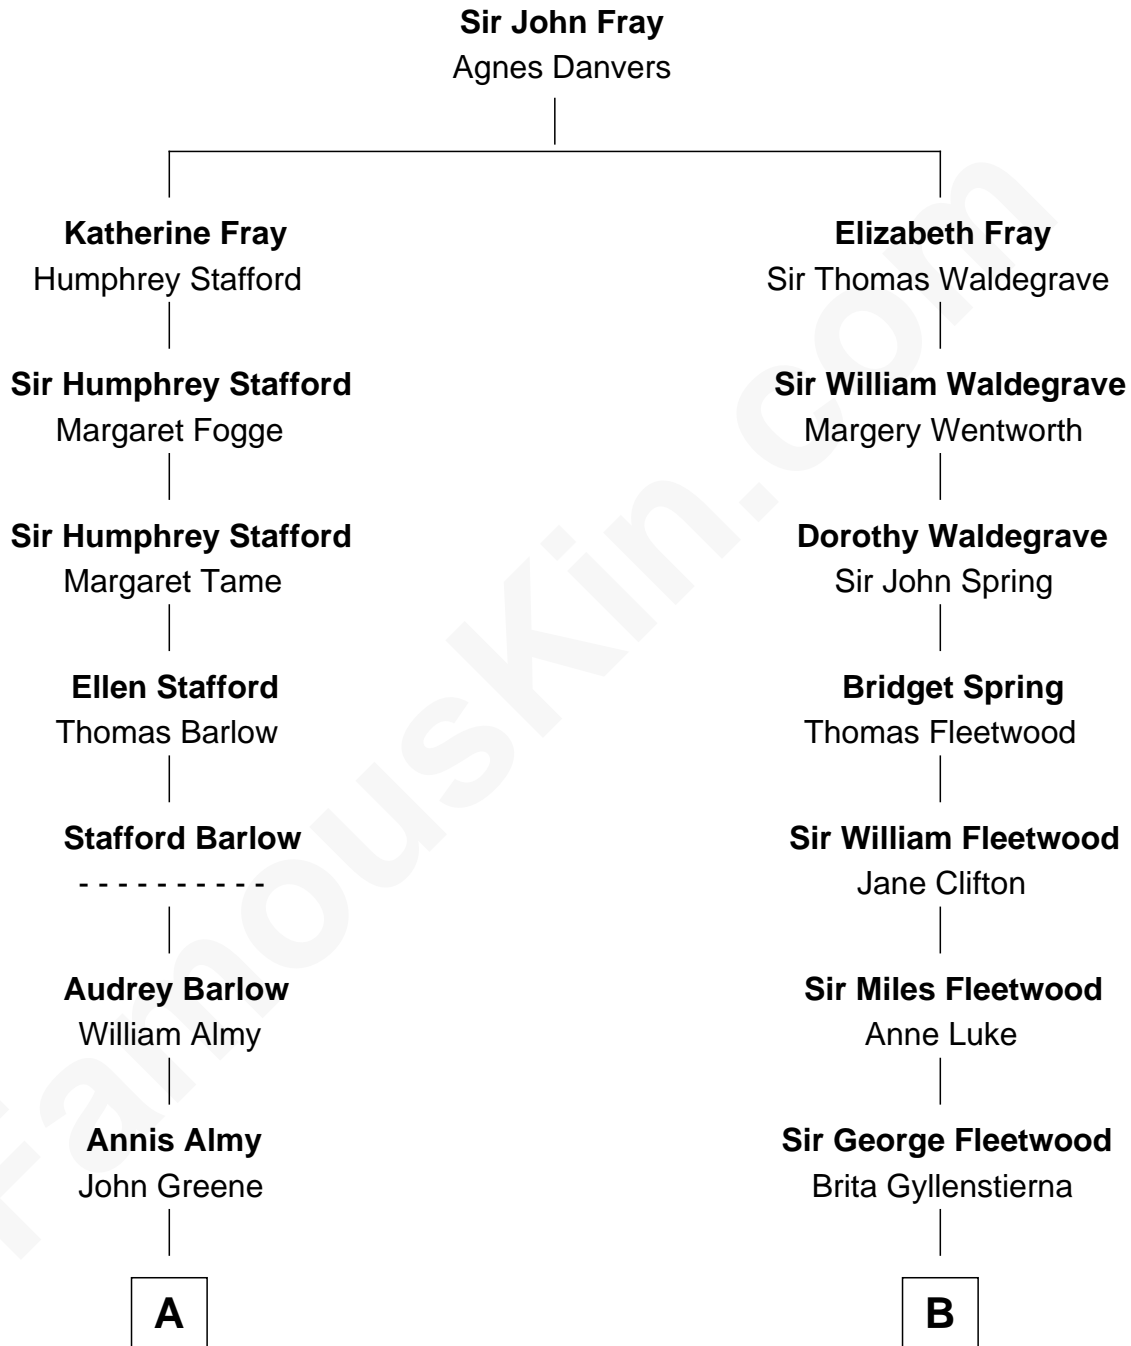 Sir John Fray
Agnes Danvers
Katherine Fray
Humphrey Stafford
Elizabeth Fray
Sir Thomas Waldegrave
Sir Humphrey Stafford
Margaret Fogge
Sir William Waldegrave
Margery Wentworth
Sir Humphrey Stafford
Margaret Tame
Dorothy Waldegrave
Sir John Spring
Ellen Stafford
Thomas Barlow
Bridget Spring
Thomas Fleetwood
Stafford Barlow
- - - - - - - - - -
Sir William Fleetwood
Jane Clifton
Audrey Barlow
William Almy
Sir Miles Fleetwood
Anne Luke
Annis Almy
John Greene
Sir George Fleetwood
Brita Gyllenstierna
A
B
FamousKin.com